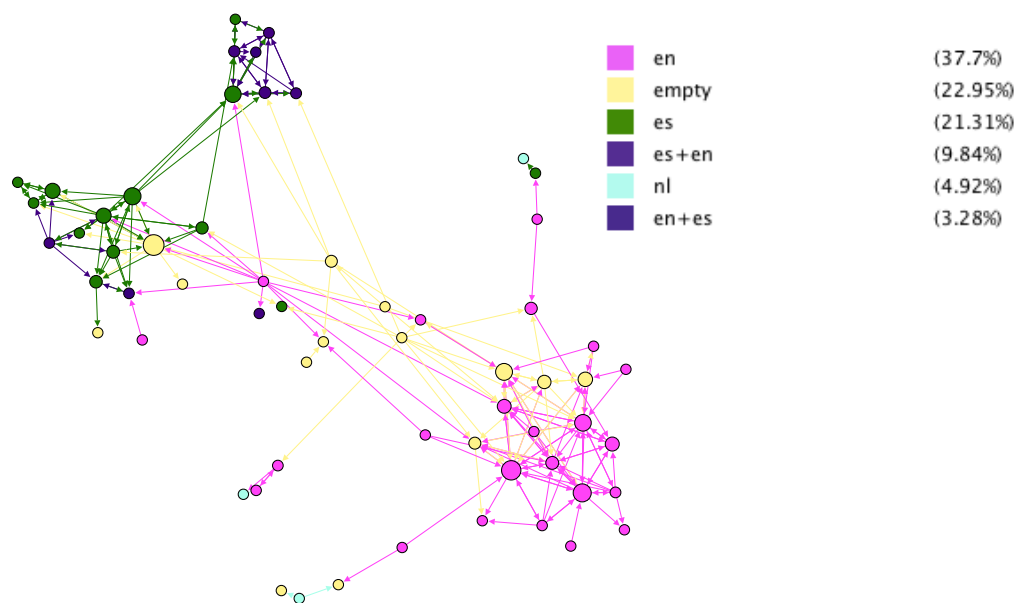 en (37.7%)
empty (22.95%)
es (21.31%)
es+en (9.84%)
nl (4.92%)
en+es (3.28%)